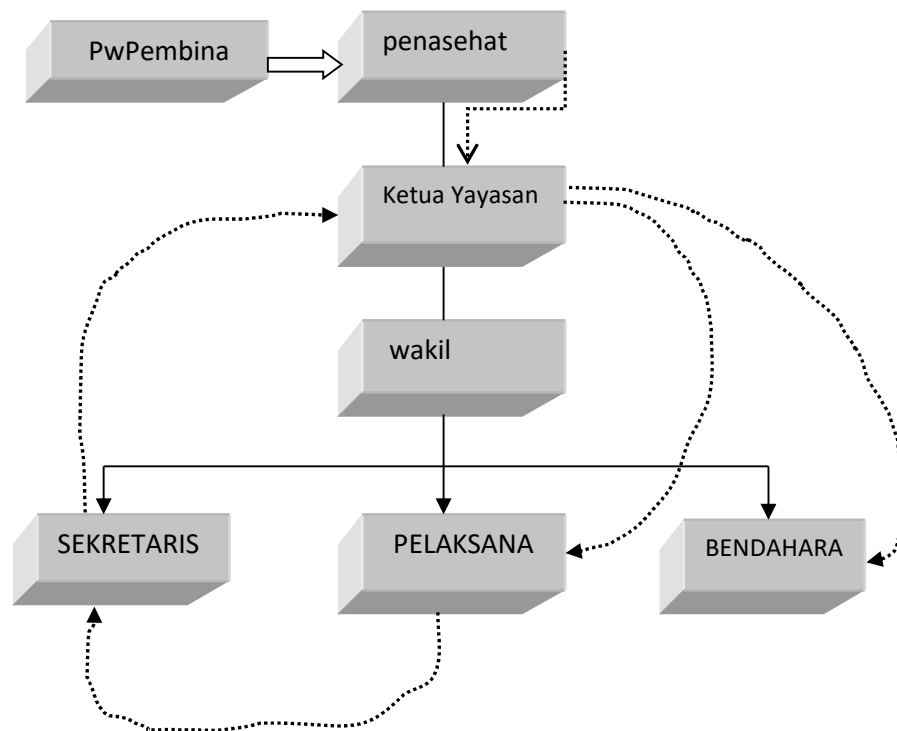 PwPembina
penasehat
Ketua Yayasan
wakil
SEKRETARIS
PELAKSANA
BENDAHARA